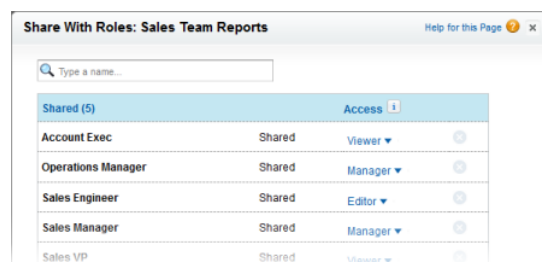 Share With Roles: Sales Team Reports Help for this Page ? x
Type a name...
Shared (5) Access i
Account Exec Shared Viewer
Operations Manager Shared Manager
Sales Engineer Shared Editor
Sales Manager Shared Manager
Sales VP Shared Viewer